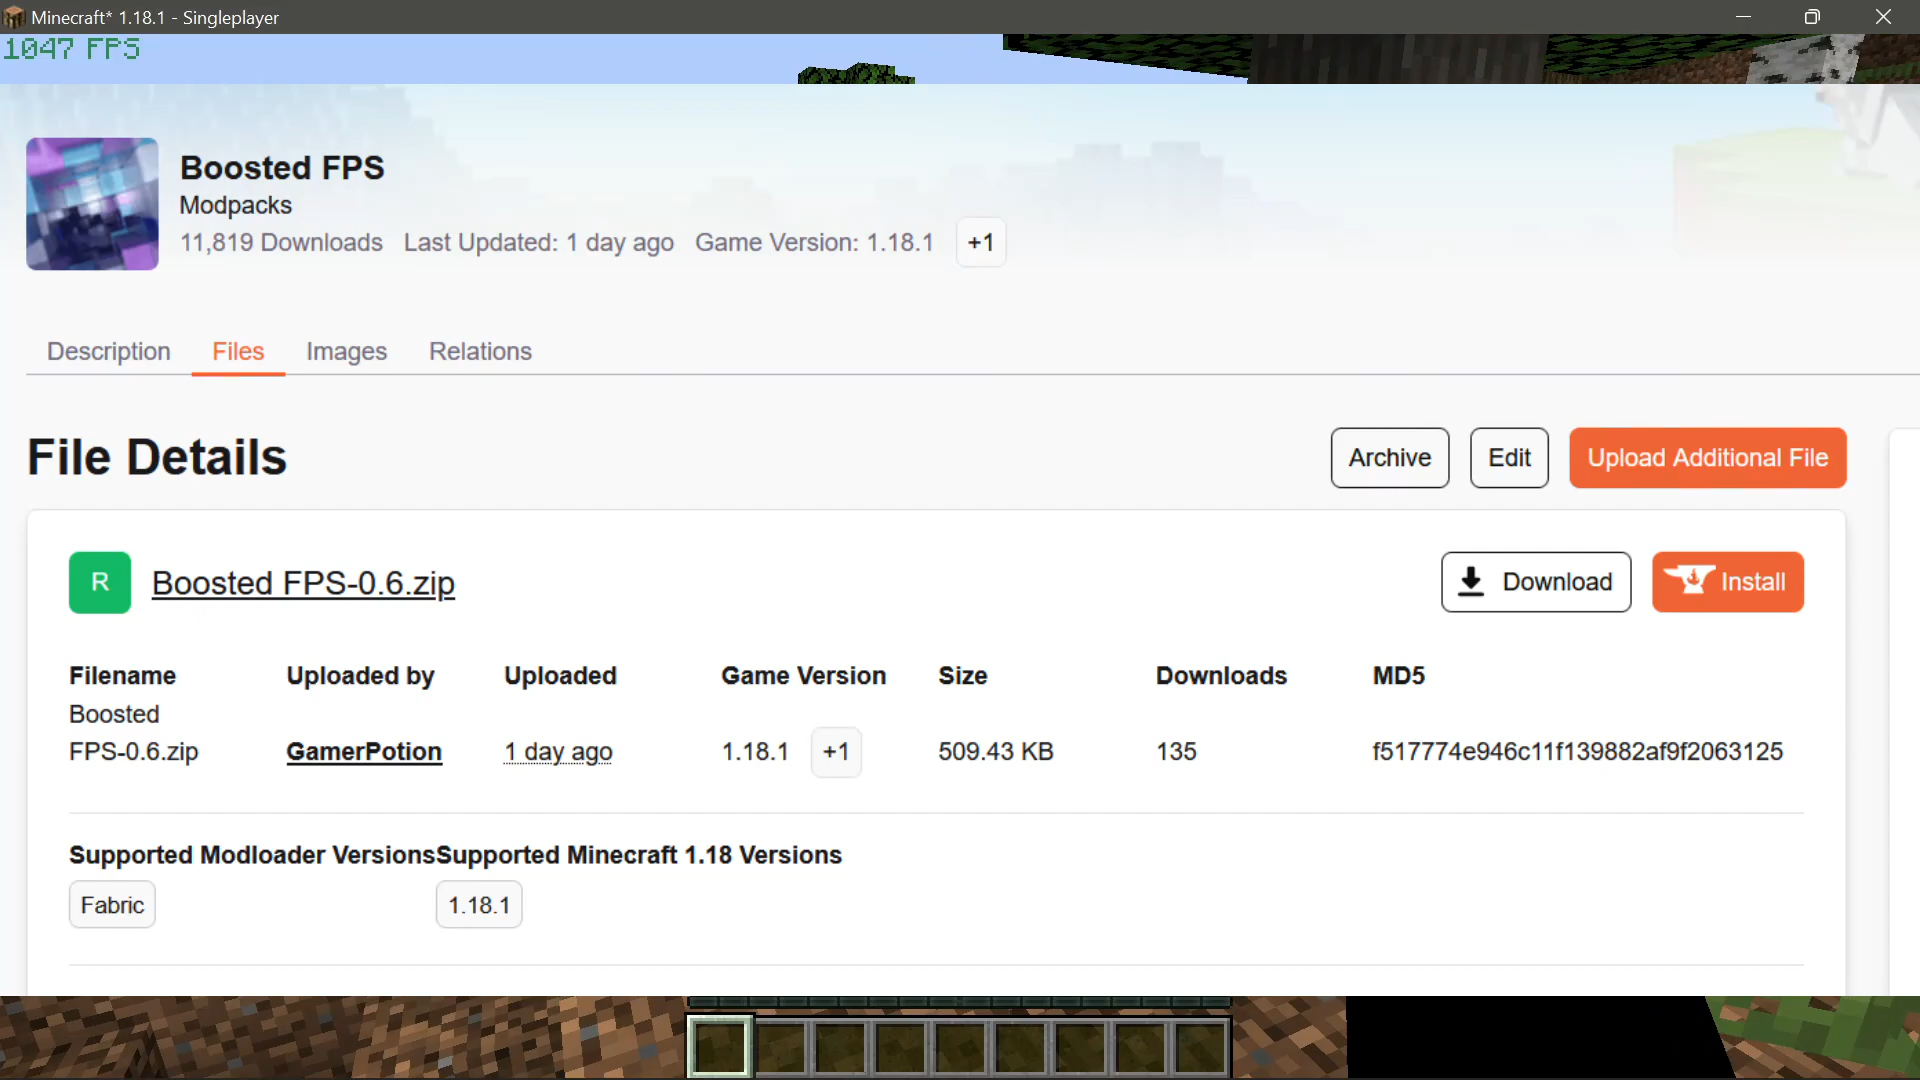 Minecraft* 1.18.1 - Singleplayer
1047 FPS
Boosted FPS
Modpacks
11,819 Downloads Last Updated: 1 day ago Game Version: 1.18.1 +1
Description Files Images Relations
File Details
Archive Edit Upload Additional File
R Boosted FPS-0.6.zip
Download Install
Filename Uploaded by Uploaded Game Version Size Downloads MD5
Boosted
FPS-0.6.zip GamerPotion 1 day ago 1.18.1 +1 509.43 KB 135 f517774e946c11f139882af9f2063125
Supported Modloader Versions Supported Minecraft 1.18 Versions
Fabric 1.18.1